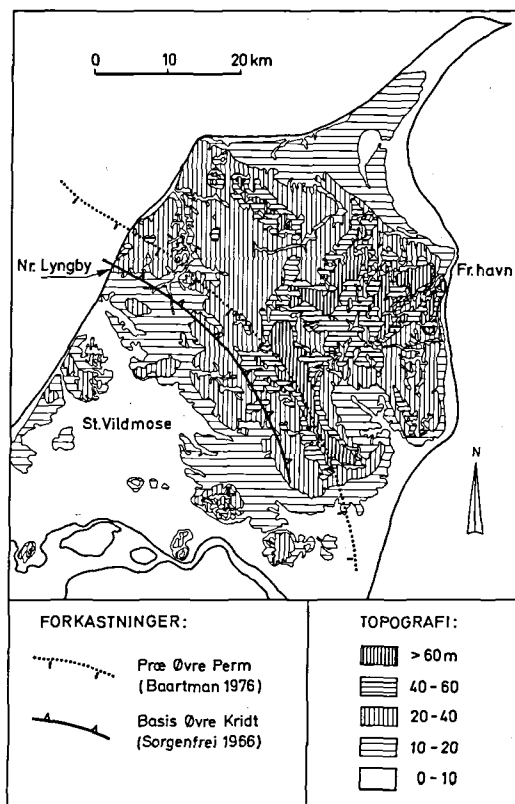 0 10 20 km
Nr. Lyngby
Fr. havn
St. Vildmose
N
FORKASTNINGER:
Præ Øvre Perm
(Baartman 1976)
Basis Øvre Kridt
(Sorgenfrei 1966)
TOPOGRAFI:
>60 m
40-60
20-40
10-20
0-10